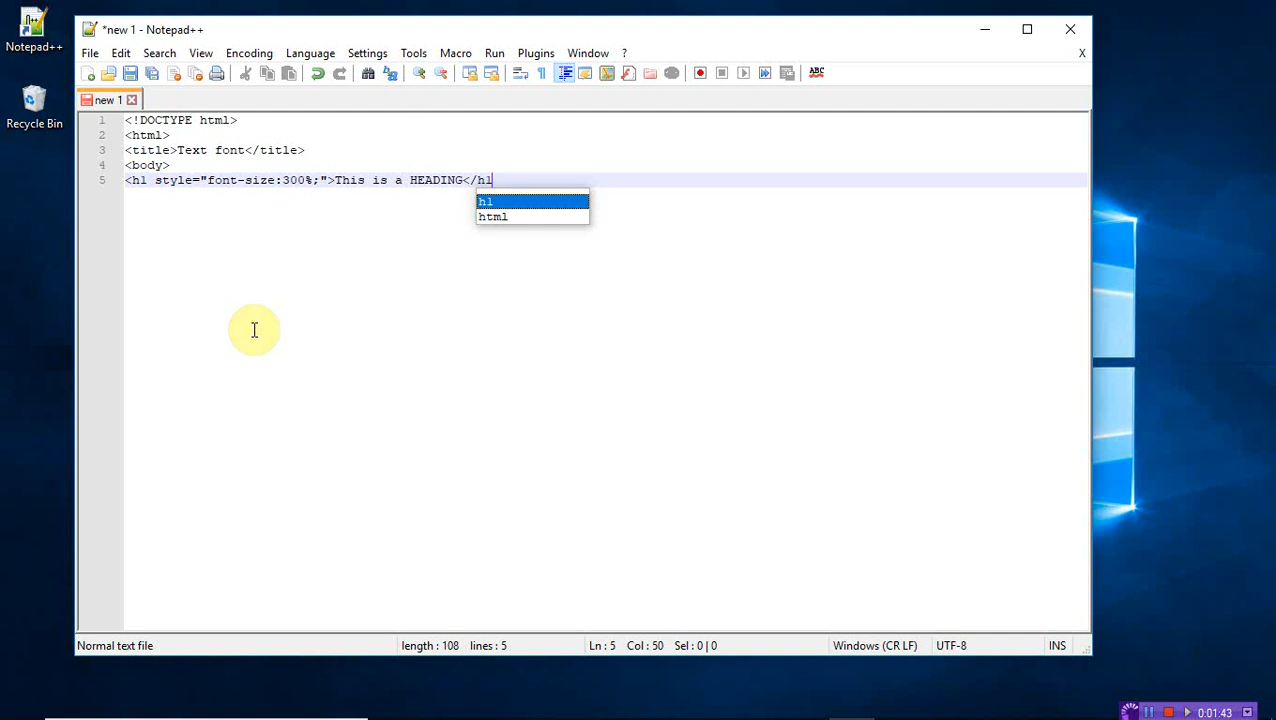 Notepad++
Recycle Bin
*new 1 - Notepad++
File Edit Search View Encoding Language Settings Tools Macro Run Plugins Window ? X
ABC
new 1
1 <!DOCTYPE html>
2 <html>
3 <title>Text font</title>
4 <body>
5 <h1 style="font-size:300%;">This is a HEADING</h1
h1
html
Normal text file length : 108 lines : 5 Ln : 5 Col : 50 Sel : 0 | 0 Windows (CR LF) UTF-8 INS
0:01:43